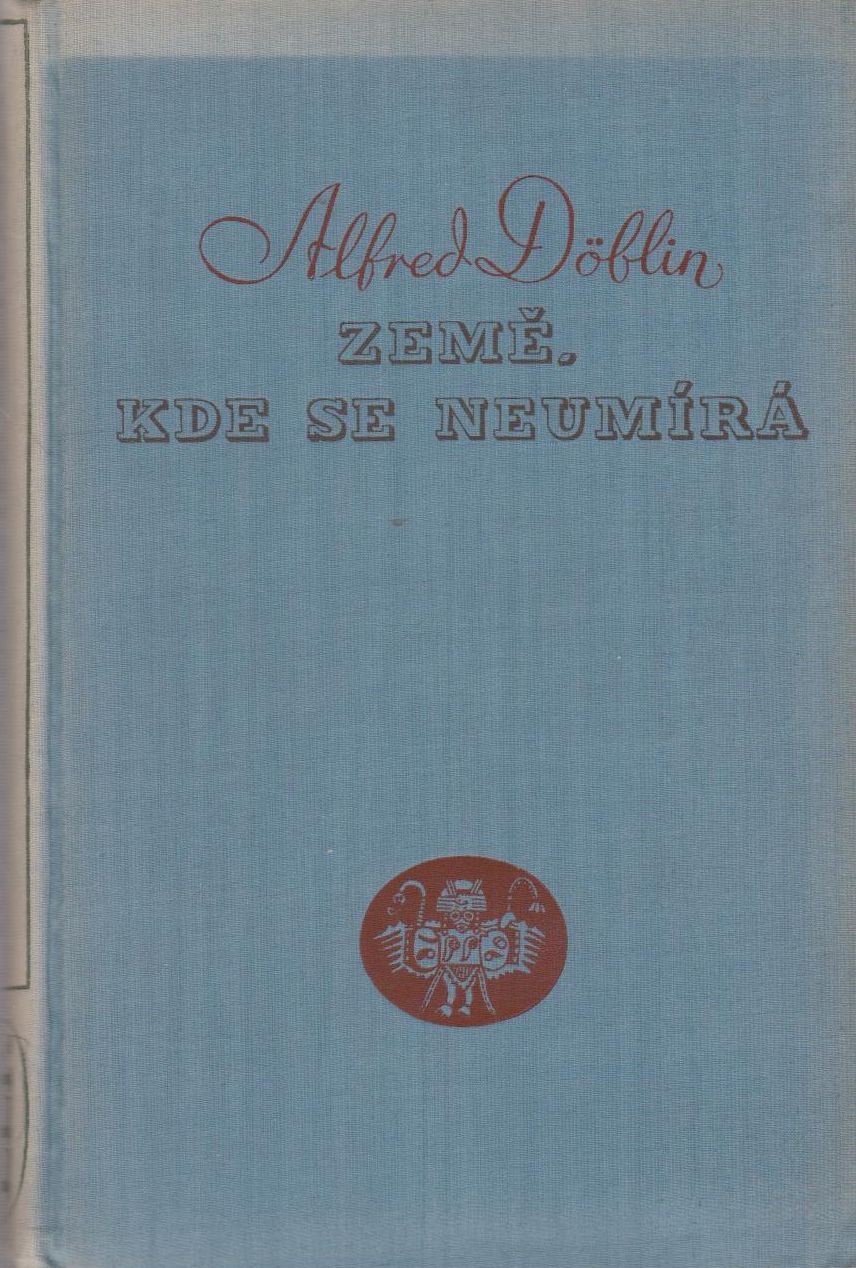 Alfred Döblin
ZEMĚ,
KDE SE NEUMÍRÁ